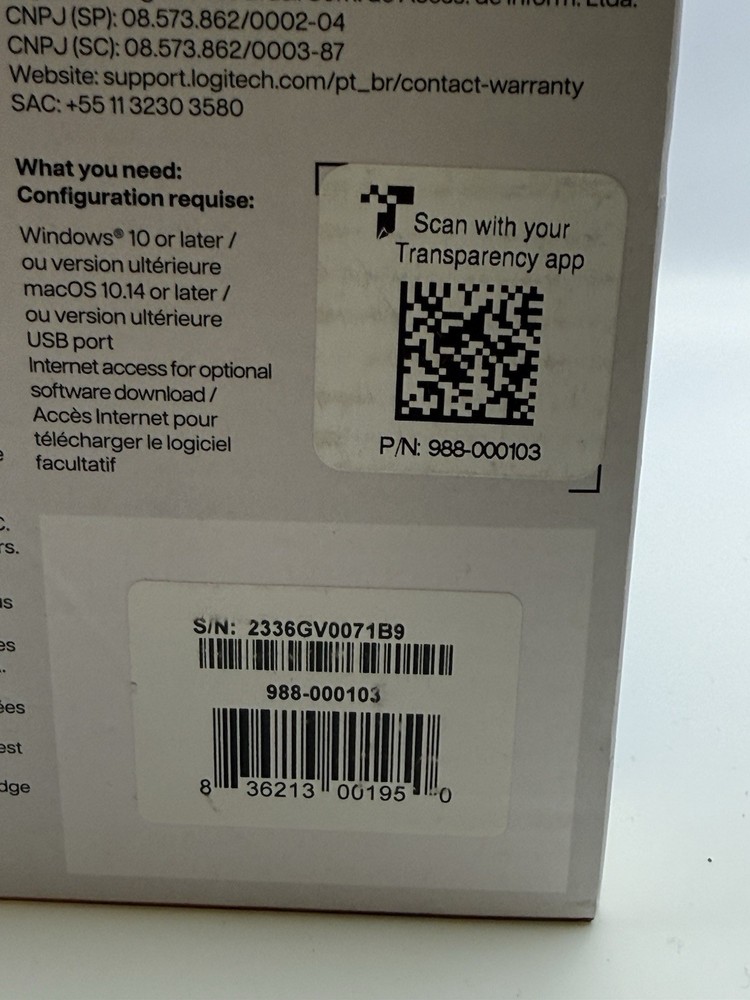 CNPJ (SP): 08.573.862/0002-04
CNPJ (SC): 08.573.862/0003-87
Website: support.logitech.com/pt_br/contact-warranty
SAC: +55 11 3230 3580
What you need:
Configuration requise:
Windows® 10 or later /
ou version ultérieure
macOS 10.14 or later /
ou version ultérieure
USB port
Internet access for optional
software download /
Accès Internet pour
télécharger le logiciel
facultatif
Scan with your
Transparency app
P/N: 988-000103
S/N: 2336GV0071B9
988-000103
8 36213 00195 0